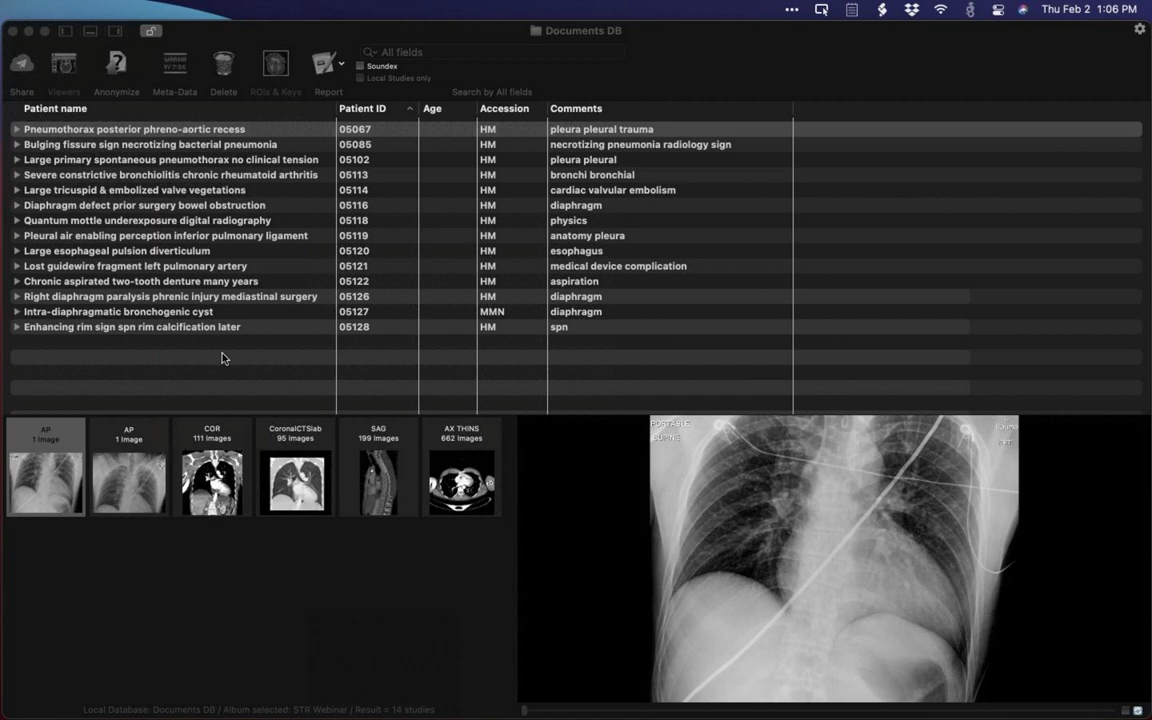 Thu Feb 2 1:06 PM
Documents DB
All fields
Soundex
Local Studies only
Share Viewers Anonymize Meta-Data Delete ROIs & Keys Report Search by All fields
Patient name Patient ID Age Accession Comments
Pneumothorax posterior phreno-aortic recess 05067 HM pleura pleural trauma
Bulging fissure sign necrotizing bacterial pneumonia 05085 HM necrotizing pneumonia radiology sign
Large primary spontaneous pneumothorax no clinical tension 05102 HM pleura pleural
Severe constrictive bronchiolitis chronic rheumatoid arthritis 05113 HM bronchi bronchial
Large tricuspid & embolized valve vegetations 05114 HM cardiac valvular embolism
Diaphragm defect prior surgery bowel obstruction 05116 HM diaphragm
Quantum mottle underexposure digital radiography 05118 HM physics
Pleural air enabling perception inferior pulmonary ligament 05119 HM anatomy pleura
Large esophageal pulsion diverticulum 05120 HM esophagus
Lost guidewire fragment left pulmonary artery 05121 HM medical device complication
Chronic aspirated two-tooth denture many years 05122 HM aspiration
Right diaphragm paralysis phrenic injury mediastinal surgery 05126 HM diaphragm
Intra-diaphragmatic bronchogenic cyst 05127 MMN diaphragm
Enhancing rim sign spn rim calcification later 05128 HM spn
AP AP COR CoronalCTSlab SAG AX THINS
1 Image 1 Image 111 Images 95 Images 199 Images 662 Images
PORTABLE
SUPINE
Local Database: Documents DB / Album selected: STR Webinar / Result = 14 studies